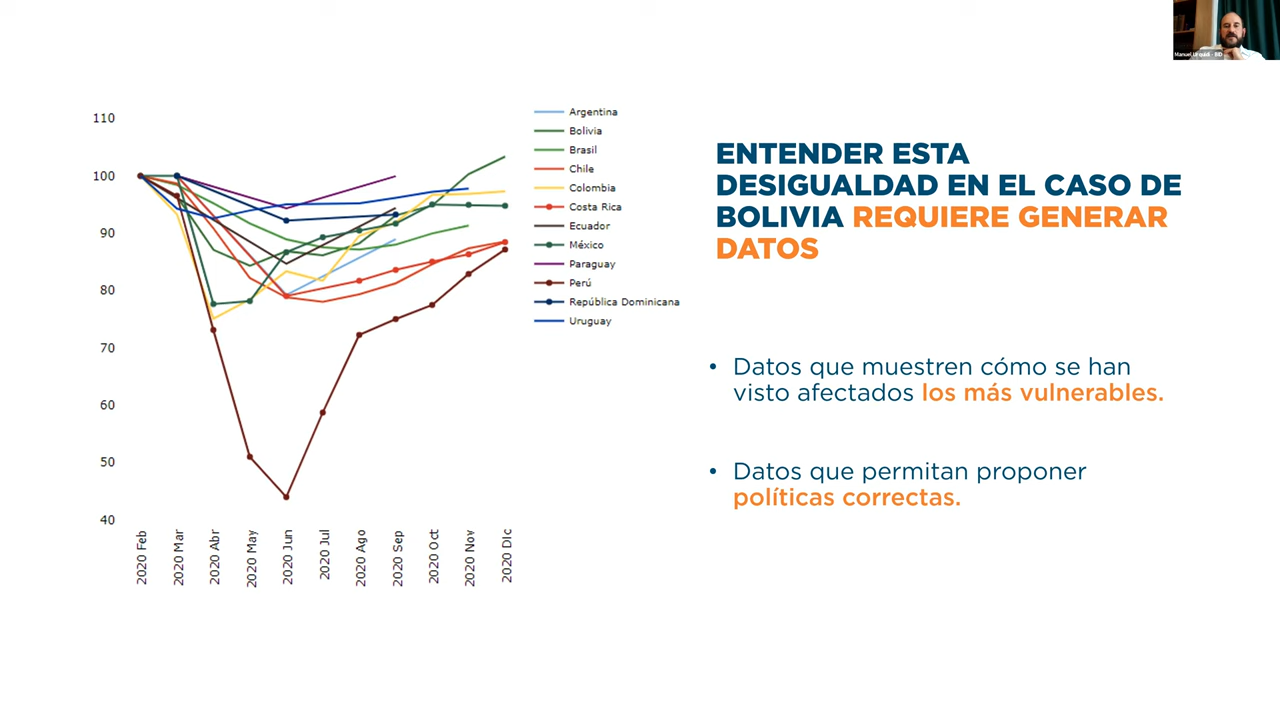 Manuel Urquidi - BID
110
100
90
80
70
60
50
40
2020 Feb
2020 Mar
2020 Abr
2020 May
2020 Jun
2020 Jul
2020 Ago
2020 Sep
2020 Oct
2020 Nov
2020 Dic
Argentina
Bolivia
Brasil
Chile
Colombia
Costa Rica
Ecuador
México
Paraguay
Perú
República Dominicana
Uruguay
ENTENDER ESTA
DESIGUALDAD EN EL CASO DE
BOLIVIA REQUIERE GENERAR
DATOS
• Datos que muestren cómo se han
visto afectados los más vulnerables.
• Datos que permitan proponer
políticas correctas.